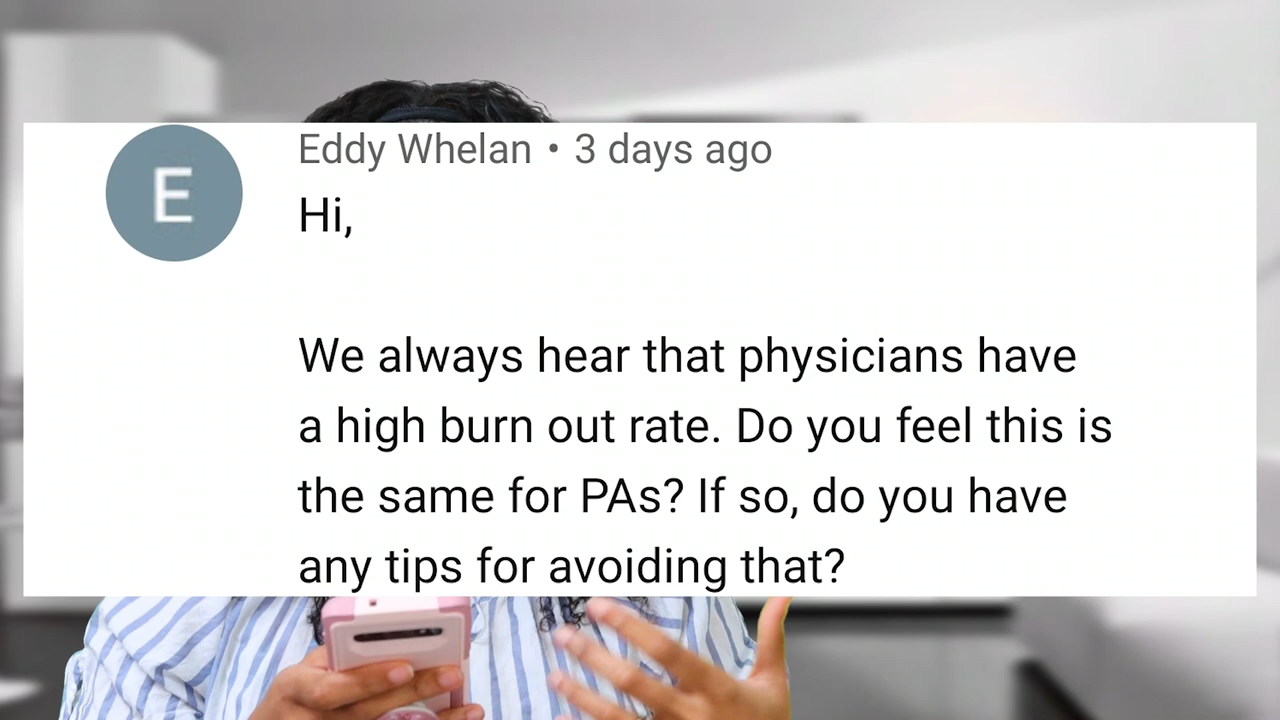 E
Eddy Whelan • 3 days ago
Hi,
We always hear that physicians have
a high burn out rate. Do you feel this is
the same for PAs? If so, do you have
any tips for avoiding that?